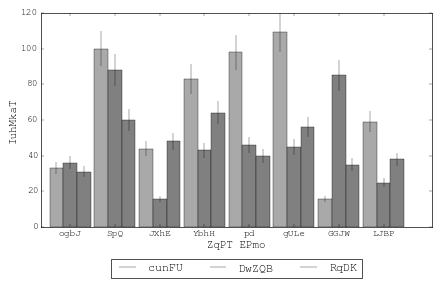 120
100
80
60
40
20
0
IuhMkaT
ogbJ SpQ JXhE YbhH pd gULe GGJW LJBP
ZqPT EPmo
cunFU DwZQB RqDK